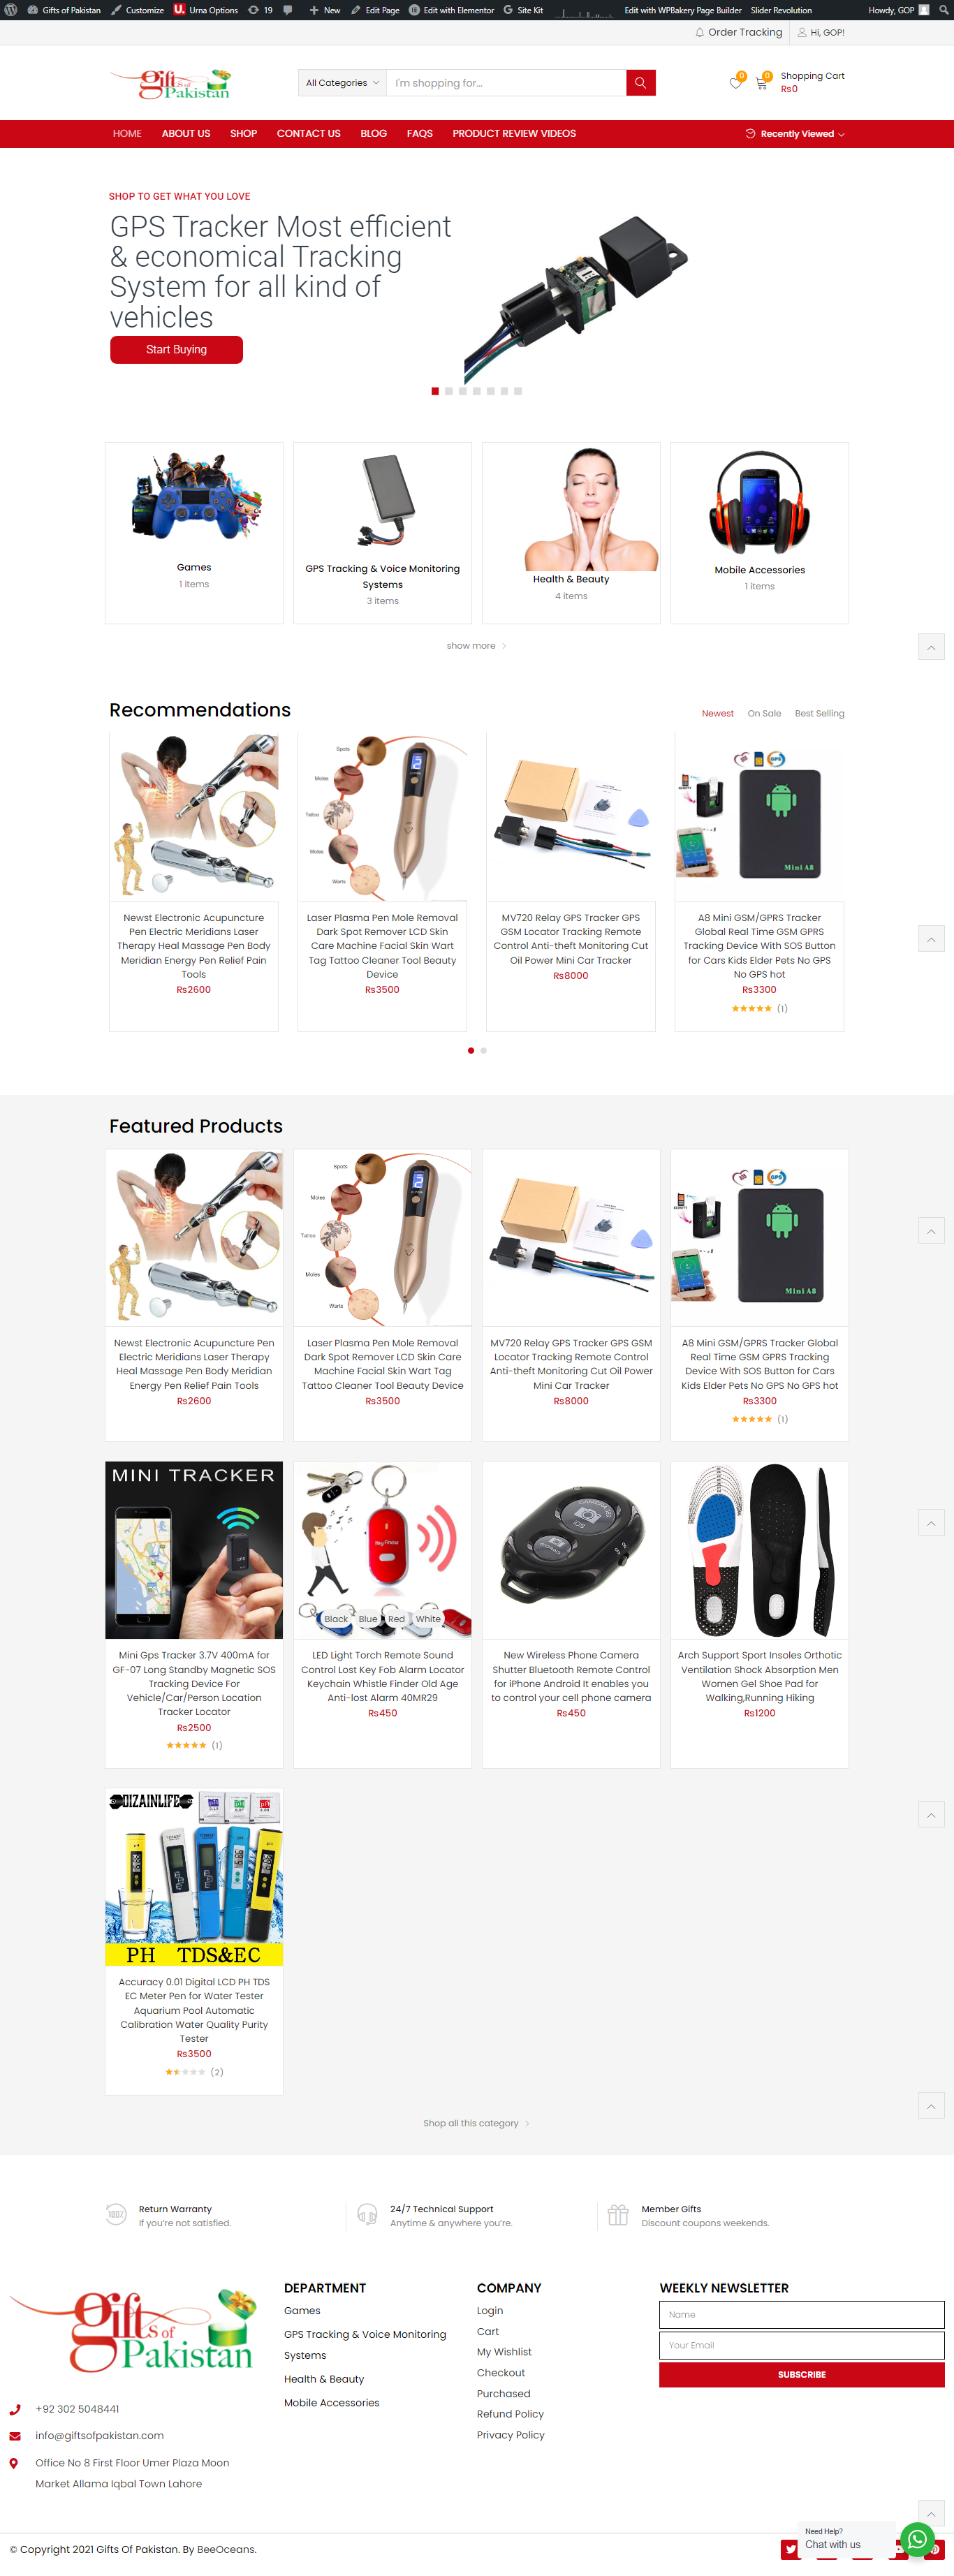 Gifts of Pakistan Customize Urna Options 19 New Edit Page Edit with Elementor Site Kit Edit with WPBakery Page Builder Slider Revolution Howdy, GOP
Order Tracking Hi, GOP!
Gifts of Pakistan
All Categories I'm shopping for...
0 0 Shopping Cart
₨0
HOME ABOUT US SHOP CONTACT US BLOG FAQS PRODUCT REVIEW VIDEOS Recently Viewed
SHOP TO GET WHAT YOU LOVE
GPS Tracker Most efficient
& economical Tracking
System for all kind of
vehicles
Start Buying
Games
1 items
GPS Tracking & Voice Monitoring
Systems
3 items
Health & Beauty
4 items
Mobile Accessories
1 items
show more
Recommendations
Newest On Sale Best Selling
Spots
Moles
Tattoo
Moles
Warts
GPS
Mini A8
Newst Electronic Acupuncture
Pen Electric Meridians Laser
Therapy Heal Massage Pen Body
Meridian Energy Pen Relief Pain
Tools
₨2600
Laser Plasma Pen Mole Removal
Dark Spot Remover LCD Skin
Care Machine Facial Skin Wart
Tag Tattoo Cleaner Tool Beauty
Device
₨3500
MV720 Relay GPS Tracker GPS
GSM Locator Tracking Remote
Control Anti-theft Monitoring Cut
Oil Power Mini Car Tracker
₨8000
A8 Mini GSM/GPRS Tracker
Global Real Time GSM GPRS
Tracking Device With SOS Button
for Cars Kids Elder Pets No GPS
No GPS hot
₨3300
(1)
Featured Products
Spots
Moles
Tattoo
Moles
Warts
GPS
Mini A8
Newst Electronic Acupuncture Pen
Electric Meridians Laser Therapy
Heal Massage Pen Body Meridian
Energy Pen Relief Pain Tools
₨2600
Laser Plasma Pen Mole Removal
Dark Spot Remover LCD Skin Care
Machine Facial Skin Wart Tag
Tattoo Cleaner Tool Beauty Device
₨3500
MV720 Relay GPS Tracker GPS GSM
Locator Tracking Remote Control
Anti-theft Monitoring Cut Oil Power
Mini Car Tracker
₨8000
A8 Mini GSM/GPRS Tracker Global
Real Time GSM GPRS Tracking
Device With SOS Button for Cars
Kids Elder Pets No GPS No GPS hot
₨3300
(1)
MINI TRACKER
Key finder
Black Blue Red White
CAMERA
iOS
Mini Gps Tracker 3.7V 400mA for
GF-07 Long Standby Magnetic SOS
Tracking Device For
Vehicle/Car/Person Location
Tracker Locator
₨2500
(1)
LED Light Torch Remote Sound
Control Lost Key Fob Alarm Locator
Keychain Whistle Finder Old Age
Anti-lost Alarm 40MR29
₨450
New Wireless Phone Camera
Shutter Bluetooth Remote Control
for iPhone Android It enables you
to control your cell phone camera
₨450
Arch Support Sport Insoles Orthotic
Ventilation Shock Absorption Men
Women Gel Shoe Pad for
Walking,Running Hiking
₨1200
DIZAINLIFE
PH TDS&EC
Accuracy 0.01 Digital LCD PH TDS
EC Meter Pen for Water Tester
Aquarium Pool Automatic
Calibration Water Quality Purity
Tester
₨3500
(2)
Shop all this category
100%
Return Warranty
If you're not satisfied.
24/7 Technical Support
Anytime & anywhere you're.
Member Gifts
Discount coupons weekends.
Gifts of Pakistan
+92 302 5048441
info@giftsofpakistan.com
Office No 8 First Floor Umer Plaza Moon
Market Allama Iqbal Town Lahore
DEPARTMENT
Games
GPS Tracking & Voice Monitoring
Systems
Health & Beauty
Mobile Accessories
COMPANY
Login
Cart
My Wishlist
Checkout
Purchased
Refund Policy
Privacy Policy
WEEKLY NEWSLETTER
Name
Your Email
SUBSCRIBE
© Copyright 2021 Gifts Of Pakistan. By BeeOceans.
Need Help?
Chat with us